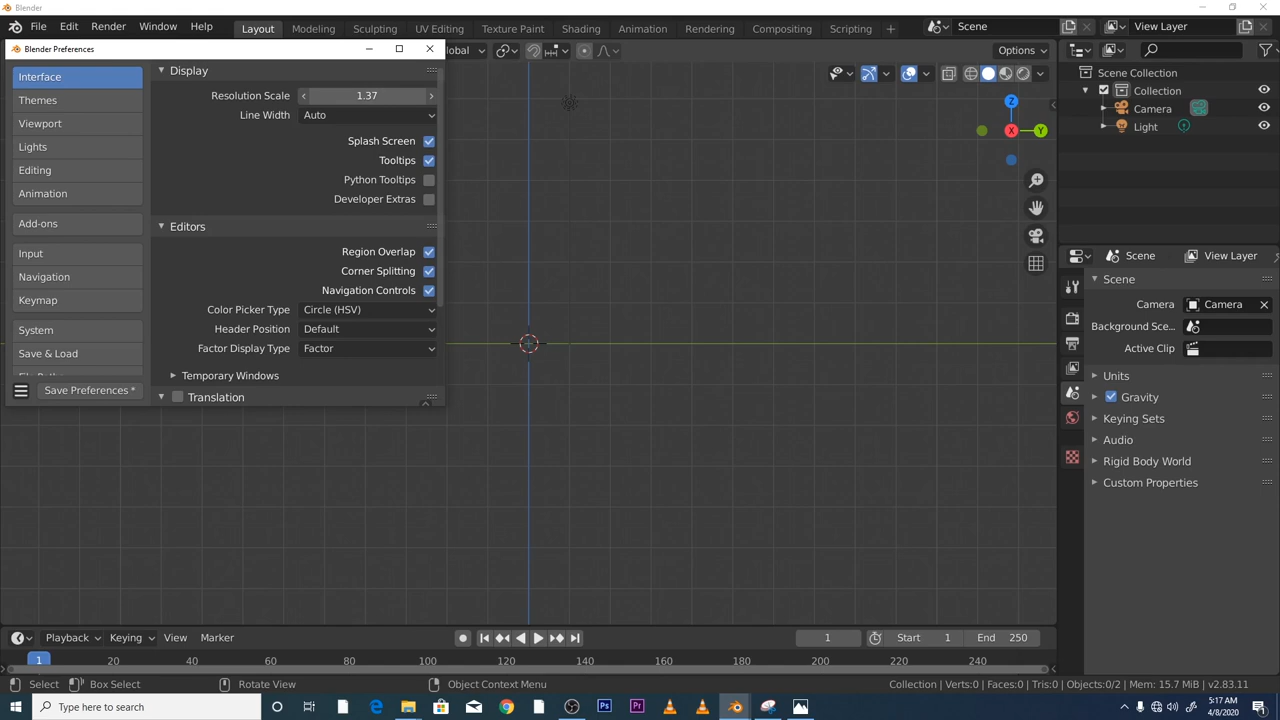 Blender
File Edit Render Window Help Layout Modeling Sculpting UV Editing Texture Paint Shading Animation Rendering Compositing Scripting Scene View Layer
Blender Preferences
lobal
Options
Interface
Themes
Viewport
Lights
Editing
Animation
Add-ons
Input
Navigation
Keymap
System
Save & Load
Save Preferences *
Display
Resolution Scale 1.37
Line Width Auto
Splash Screen
Tooltips
Python Tooltips
Developer Extras
Editors
Region Overlap
Corner Splitting
Navigation Controls
Color Picker Type Circle (HSV)
Header Position Default
Factor Display Type Factor
Temporary Windows
Translation
Z
X
Y
Scene Collection
Collection
Camera
Light
Scene View Layer
Scene
Camera Camera
Background Sce...
Active Clip
Units
Gravity
Keying Sets
Audio
Rigid Body World
Custom Properties
Playback Keying View Marker 1 Start 1 End 250
1 20 40 60 80 100 120 140 160 180 200 220 240
Select Box Select Rotate View Object Context Menu Collection | Verts:0 | Faces:0 | Tris:0 | Objects:0/2 | Mem: 15.7 MiB | v2.83.11
Type here to search
Ps Pr
5:17 AM
4/8/2020